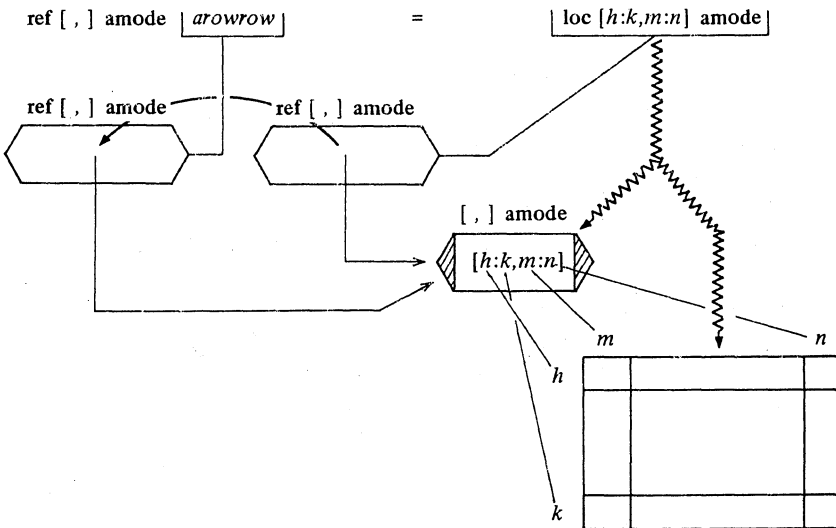 ref [ , ] amode arowrow = loc [h:k,m:n] amode
ref [ , ] amode ref [ , ] amode
[ , ] amode
[h:k,m:n]
m n
h
k